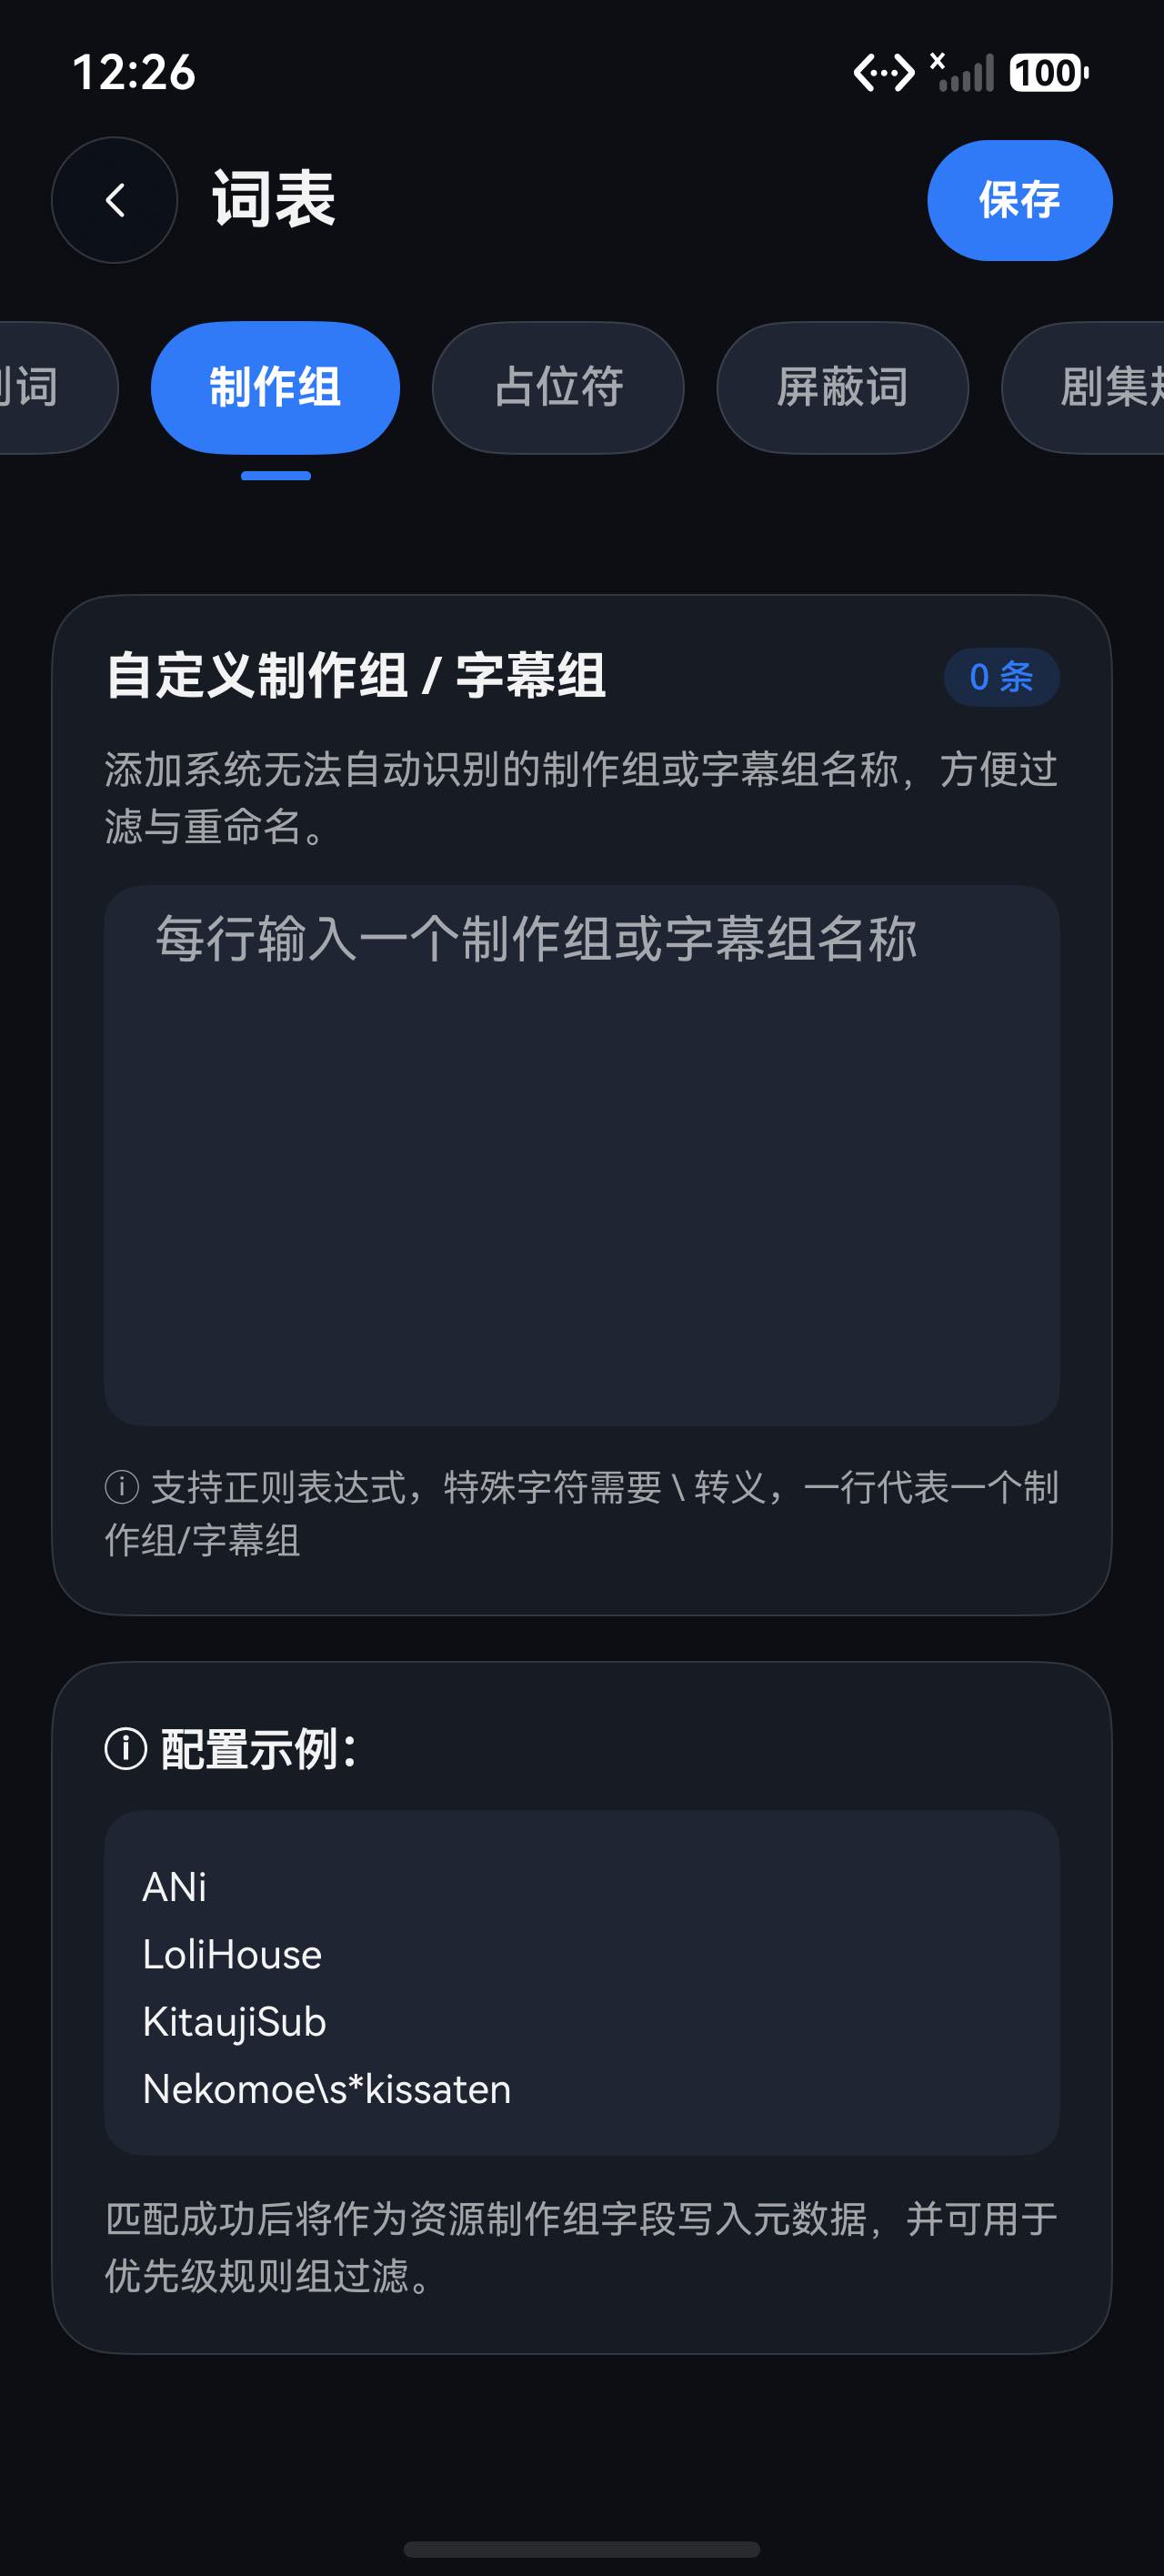 12:26
100
词表
保存
别词
制作组
占位符
屏蔽词
剧集
自定义制作组 / 字幕组
0 条
添加系统无法自动识别的制作组或字幕组名称，方便过
滤与重命名。
每行输入一个制作组或字幕组名称
ⓘ 支持正则表达式，特殊字符需要 \ 转义，一行代表一个制
作组/字幕组
ⓘ 配置示例：
ANi
LoliHouse
KitaujiSub
Nekomoe\s*kissaten
匹配成功后将作为资源制作组字段写入元数据，并可用于
优先级规则组过滤。